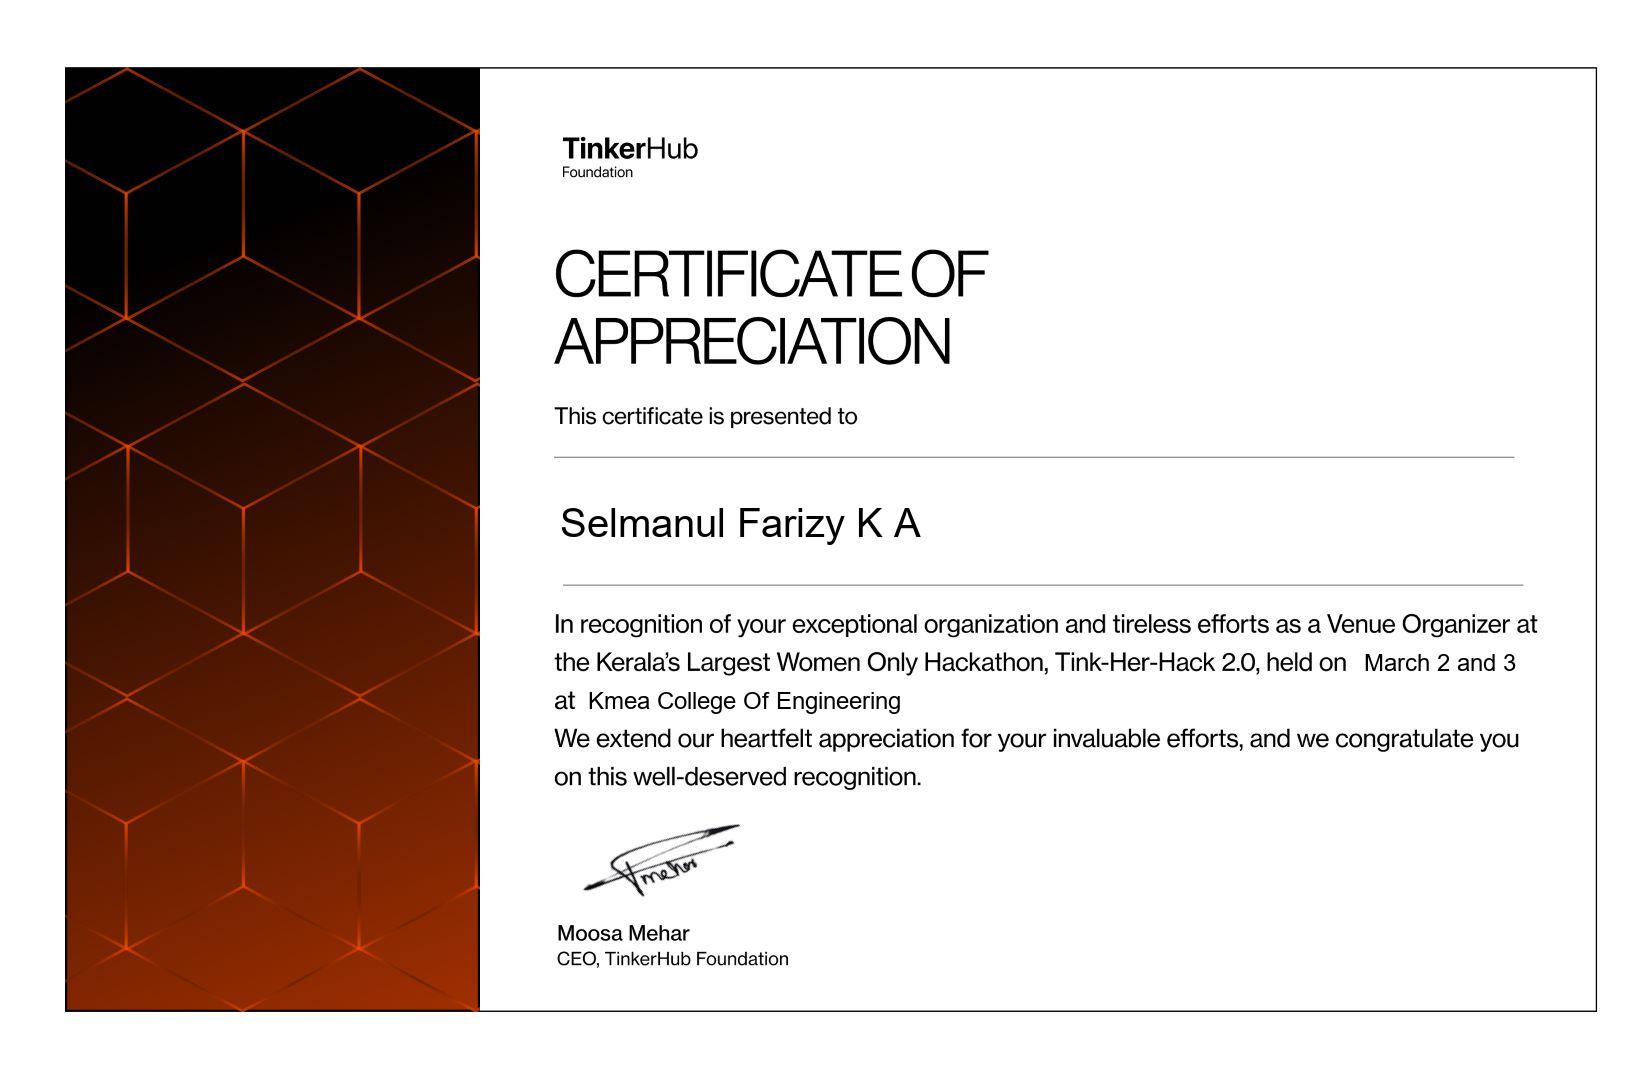 TinkerHub
Foundation
CERTIFICATE OF
APPRECIATION
This certificate is presented to
Selmanul Farizy K A
In recognition of your exceptional organization and tireless efforts as a Venue Organizer at
the Kerala’s Largest Women Only Hackathon, Tink-Her-Hack 2.0, held on March 2 and 3
at Kmea College Of Engineering
We extend our heartfelt appreciation for your invaluable efforts, and we congratulate you
on this well-deserved recognition.
Moosa Mehar
CEO, TinkerHub Foundation